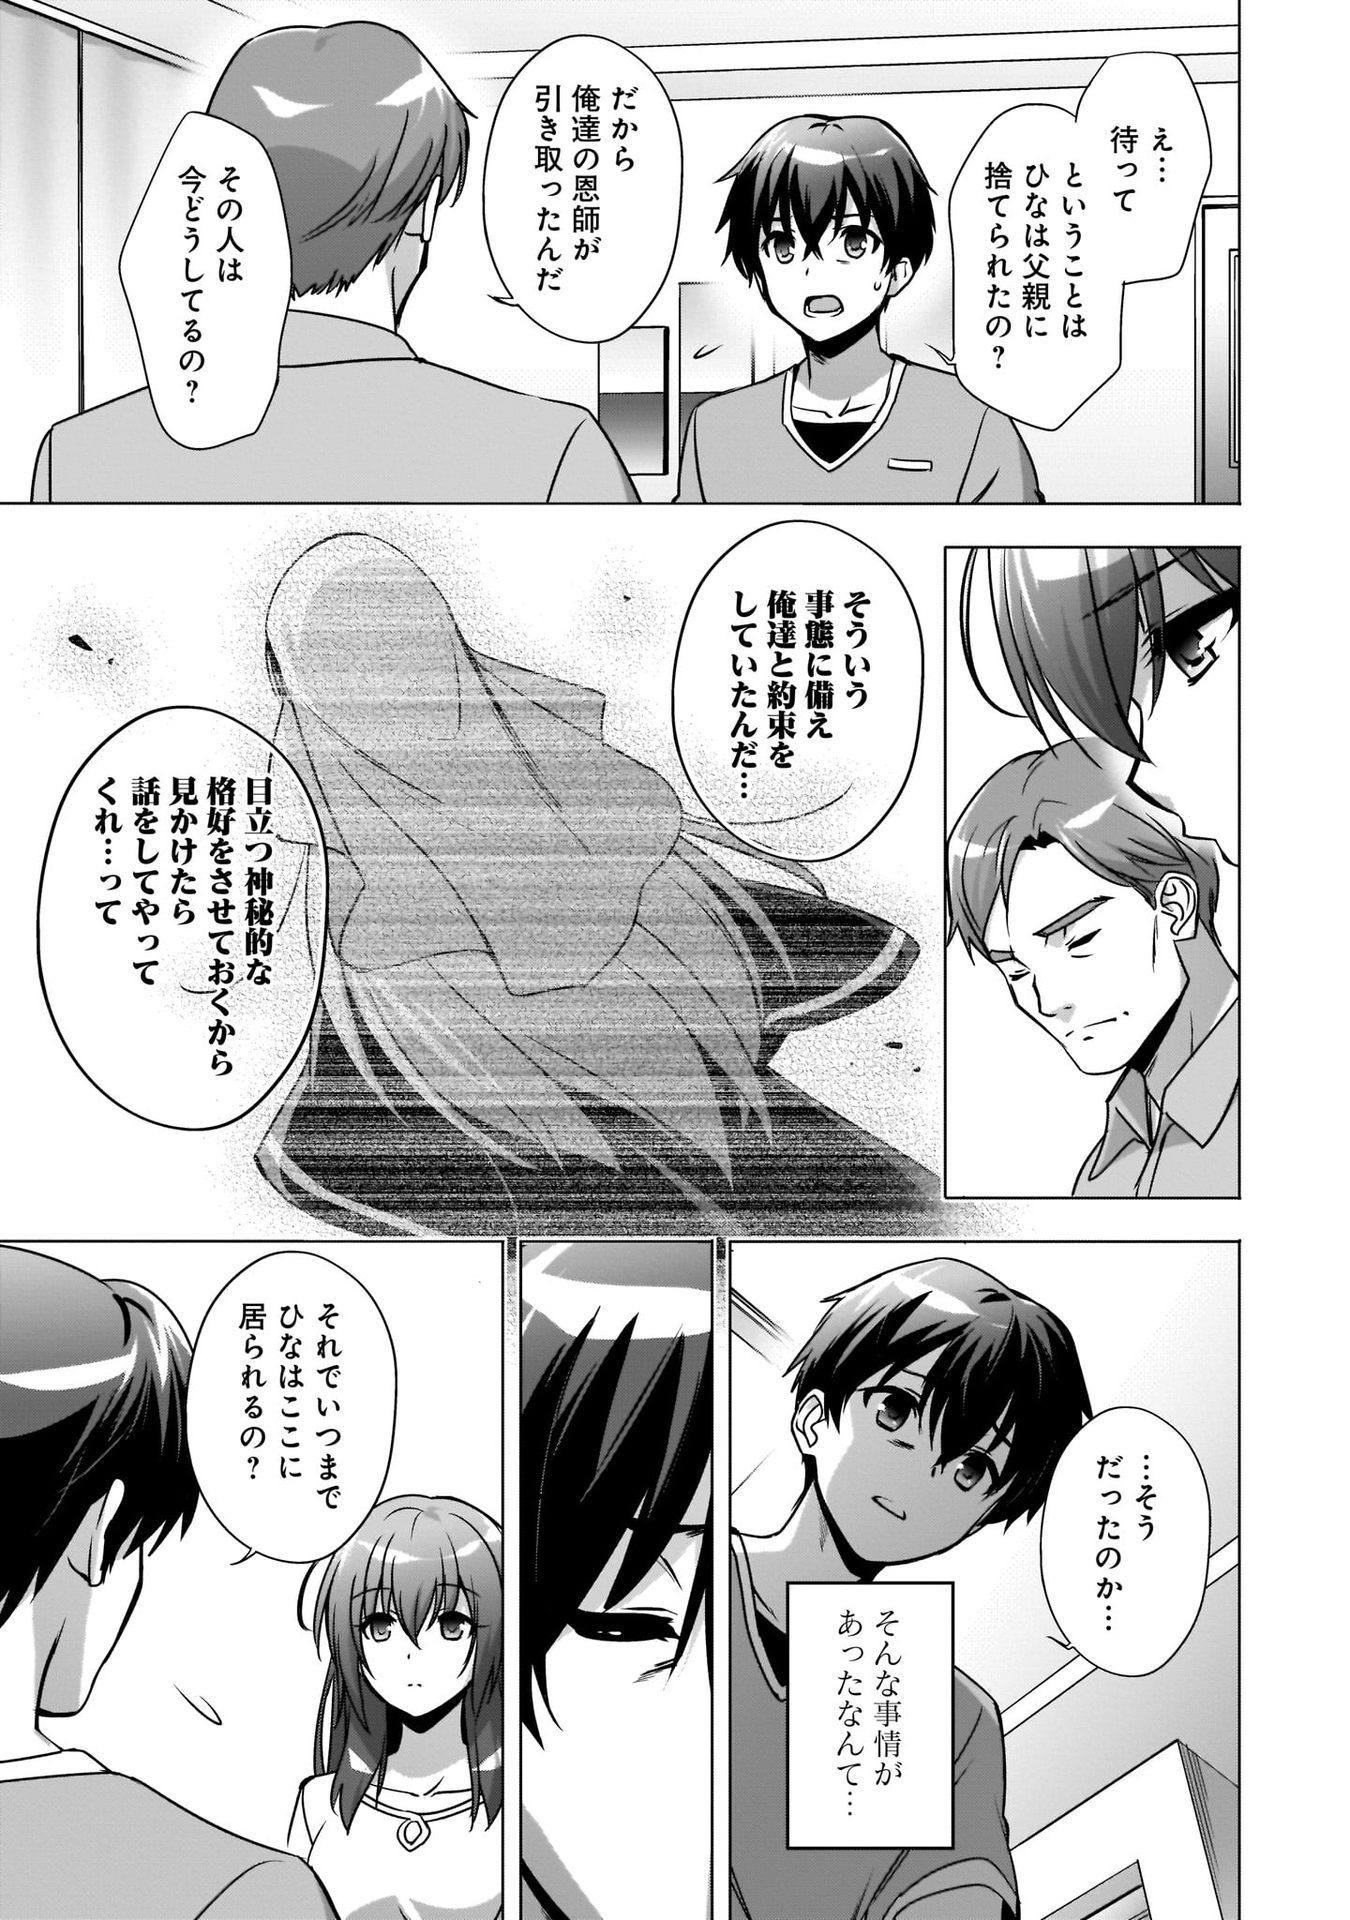 え…
待って
ということは
ひなは父親に
捨てられたの？
だから
俺達の恩師が
引き取ったんだ
その人は
今どうしてるの？
そういう
事態に備え
俺達と約束を
していたんだ…
目立つ神秘的な
格好をさせておくから
見かけたら
話をしてやって
くれ…って
…そう
だったのか…
そんな事情が
あったなんて…
それでいつまで
ひなはここに
居られるの？